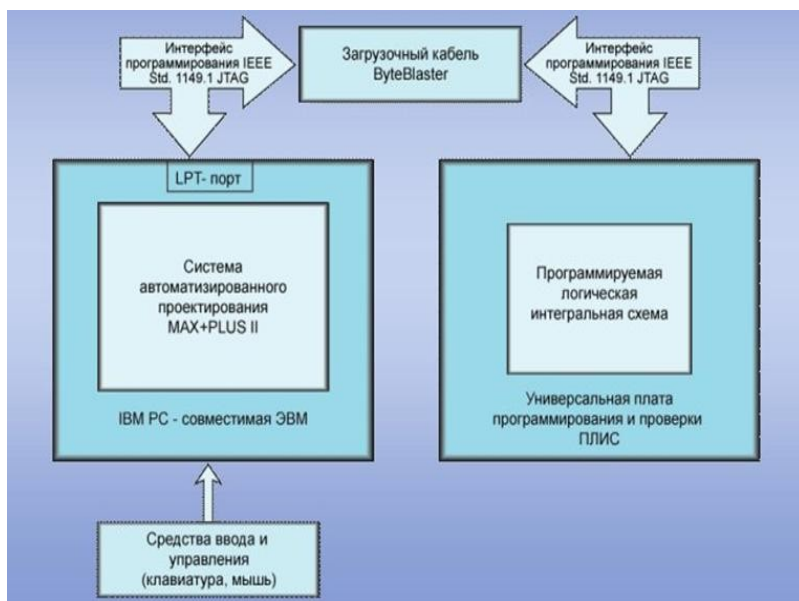 Интерфейс
программирования IEEE
Std. 1149.1 JTAG
Загрузочный кабель
ByteBlaster
Интерфейс
программирования IEEE
Std. 1149.1 JTAG
LPT- порт
Система
автоматизированного
проектирования
MAX+PLUS II
IBM PC - совместимая ЭВМ
Программируемая
логическая
интегральная схема
Универсальная плата
программирования и проверки
ПЛИС
Средства ввода и
управления
(клавиатура, мышь)